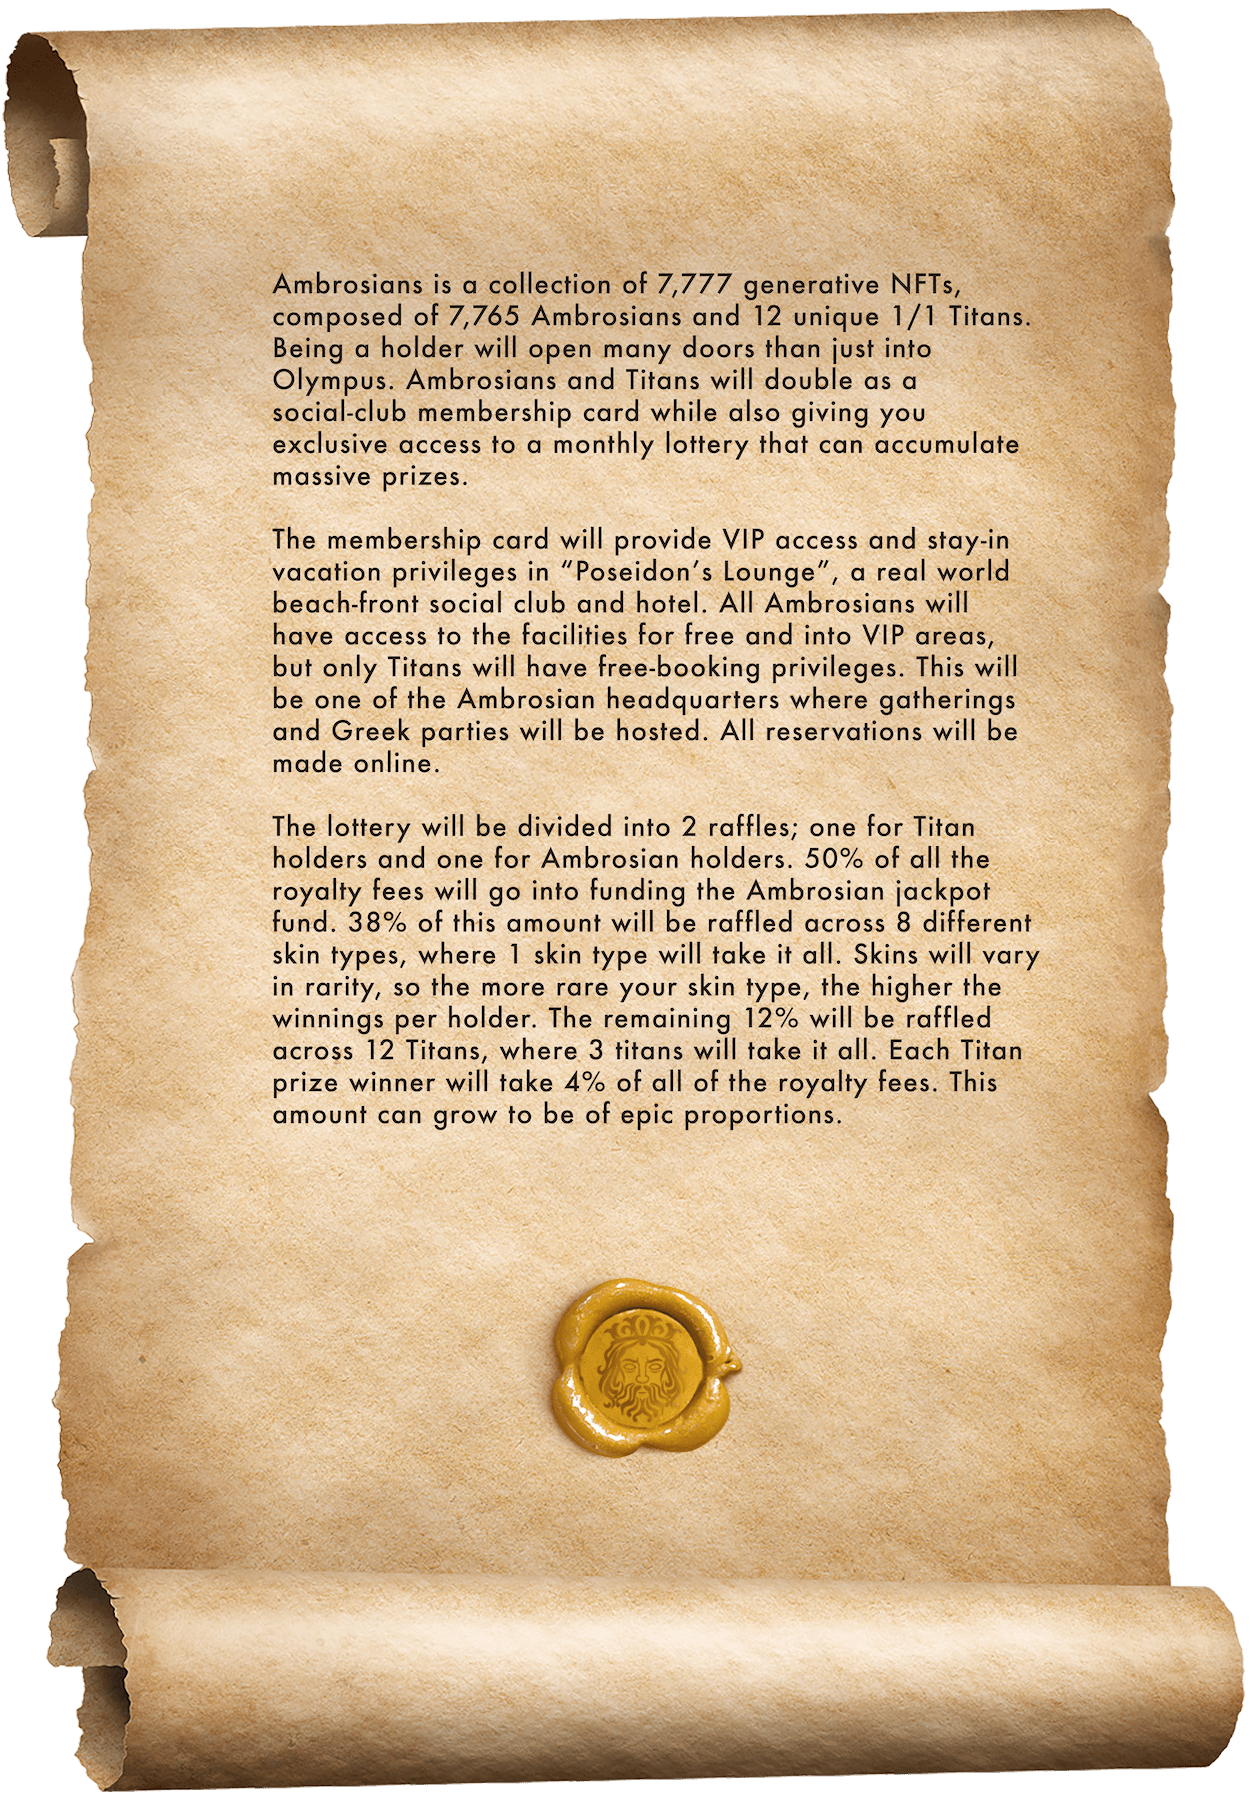 Ambrosians is a collection of 7,777 generative NFTs,
composed of 7,765 Ambrosians and 12 unique 1/1 Titans.
Being a holder will open many doors than just into
Olympus. Ambrosians and Titans will double as a
social-club membership card while also giving you
exclusive access to a monthly lottery that can accumulate
massive prizes.
The membership card will provide VIP access and stay-in
vacation privileges in “Poseidon’s Lounge”, a real world
beach-front social club and hotel. All Ambrosians will
have access to the facilities for free and into VIP areas,
but only Titans will have free-booking privileges. This will
be one of the Ambrosian headquarters where gatherings
and Greek parties will be hosted. All reservations will be
made online.
The lottery will be divided into 2 raffles; one for Titan
holders and one for Ambrosian holders. 50% of all the
royalty fees will go into funding the Ambrosian jackpot
fund. 38% of this amount will be raffled across 8 different
skin types, where 1 skin type will take it all. Skins will vary
in rarity, so the more rare your skin type, the higher the
winnings per holder. The remaining 12% will be raffled
across 12 Titans, where 3 titans will take it all. Each Titan
prize winner will take 4% of all of the royalty fees. This
amount can grow to be of epic proportions.